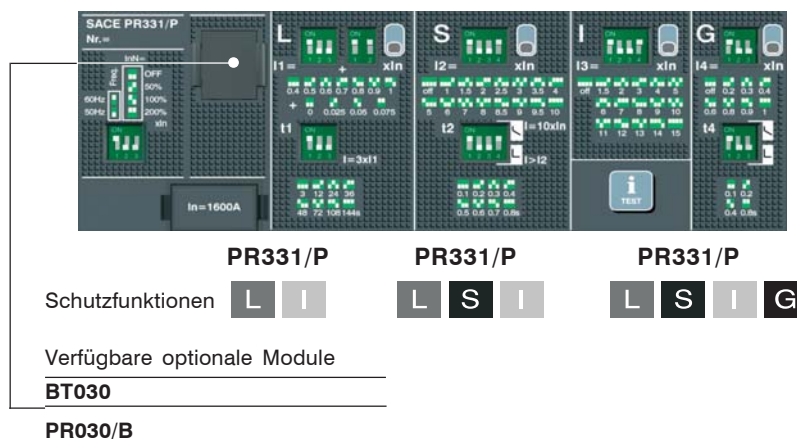 SACE PR331/P
Nr.=
InN=
Freq
OFF
50%
60Hz
100%
50Hz
200%
xIn
ON
1 2 3
In=1600A
L
I1=
+
xIn
0.4 0.5 0.6 0.7 0.8 0.9 1
+ 0 0.025 0.05 0.075
t1
I=3xI1
3 12 24 36
48 72 108 144s
S
I2=
xIn
off 1 1.5 2 2.5 3 3.5 4
5 6 7 8 8.5 9 9.5 10
t2
I=10xIn
I>I2
0.1 0.2 0.3 0.4
0.5 0.6 0.7 0.8s
I
I3=
xIn
off 1.5 2 3 4 5
6 7 8 9 10
11 12 13 14 15
i
TEST
G
I4=
xIn
off 0.2 0.3 0.4
0.6 0.8 0.9 1
t4
0.1 0.2
0.4 0.8s
PR331/P PR331/P PR331/P
Schutzfunktionen L I L S I L S I G
Verfügbare optionale Module
BT030
PR030/B